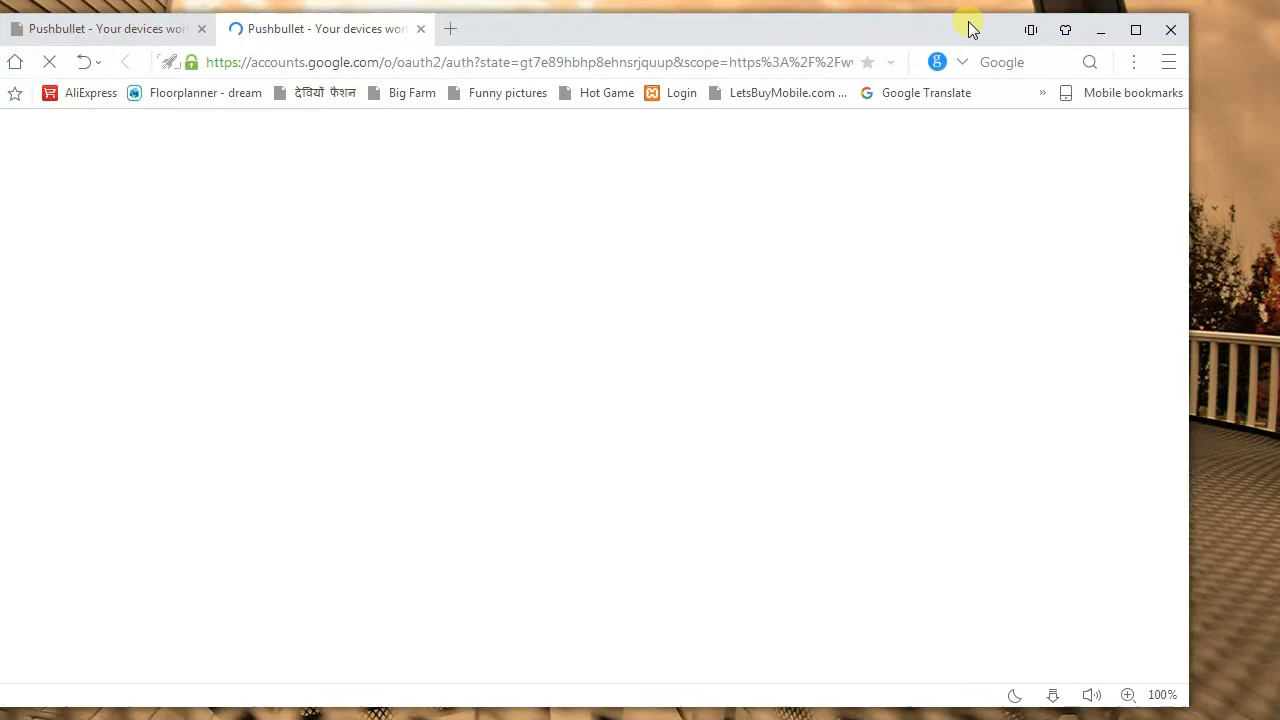 Pushbullet - Your devices wor
Pushbullet - Your devices wor
https://accounts.google.com/o/oauth2/auth?state=gt7e89hbhp8ehmsrjquup&scope=https%3A%2F%2Fw
g Google
AliExpress Floorplanner - dream देवियों फैशन Big Farm Funny pictures Hot Game Login LetsBuyMobile.com ... Google Translate » Mobile bookmarks
100%